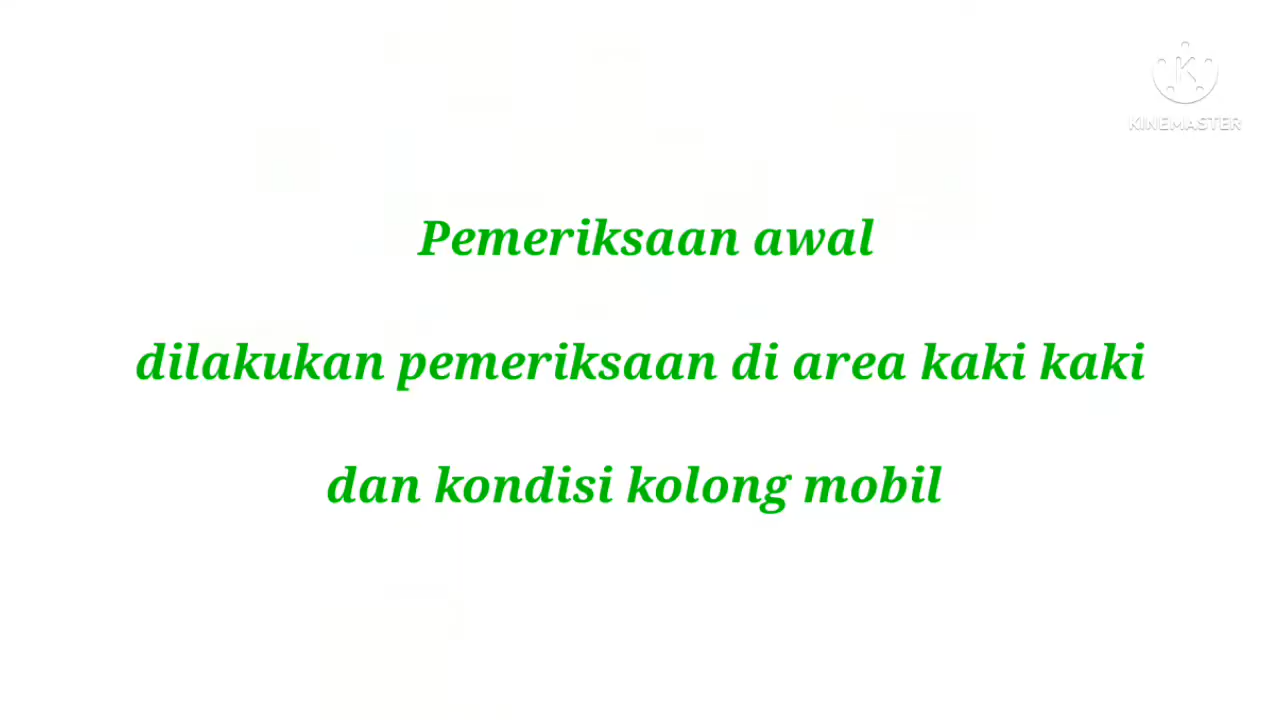 KINEMASTER
Pemeriksaan awal
dilakukan pemeriksaan di area kaki kaki
dan kondisi kolong mobil